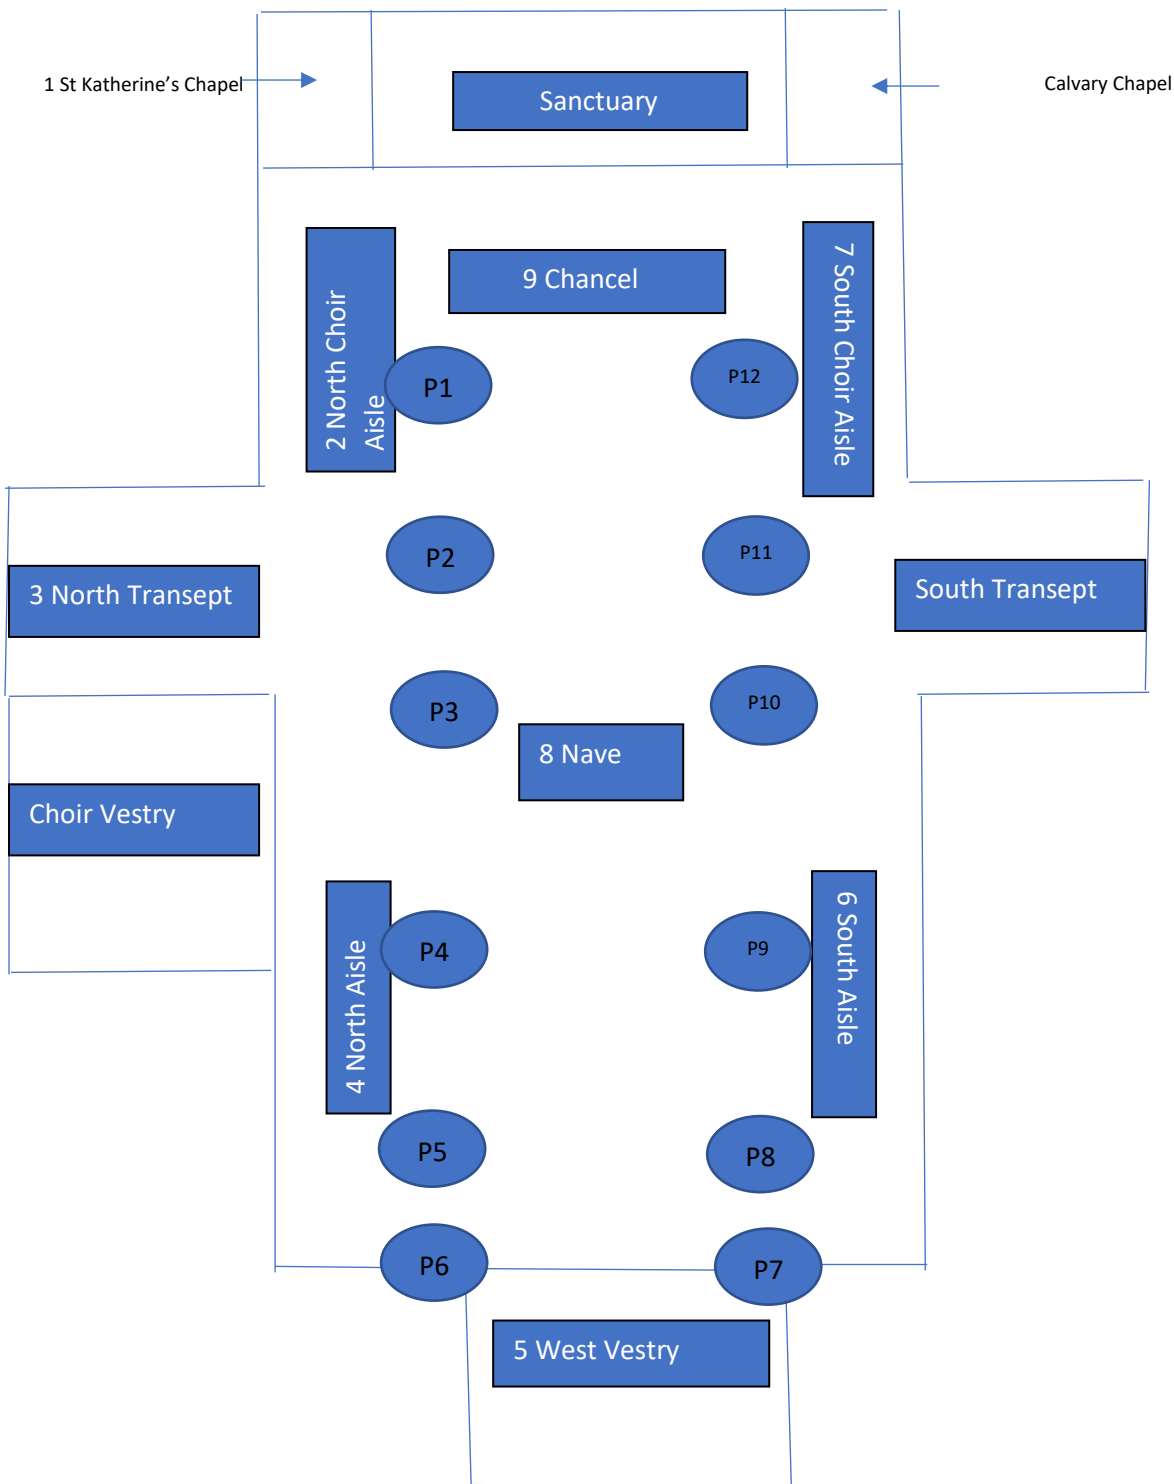 1 St Katherine’s Chapel
Sanctuary
Calvary Chapel
2 North Choir
Aisle
9 Chancel
7 South Choir Aisle
P1
P12
P2
P11
3 North Transept
South Transept
P3
P10
8 Nave
Choir Vestry
4 North Aisle
P4
P9
6 South Aisle
P5
P8
P6
P7
5 West Vestry